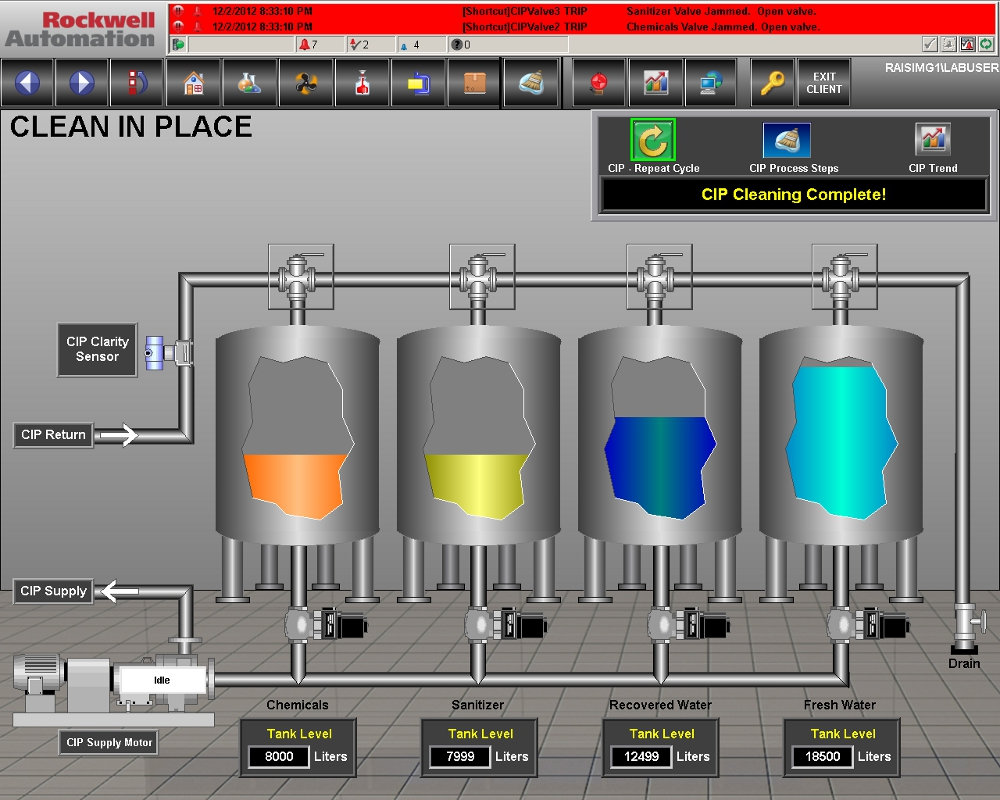 Rockwell
Automation
12/2/2012 8:33:10 PM [Shortcut]CIPValve3 TRIP Sanitizer Valve Jammed. Open valve.
12/2/2012 8:33:10 PM [Shortcut]CIPValve2 TRIP Chemicals Valve Jammed. Open valve.
7 2 4 0
EXIT
CLIENT
RAISIMG1\LABUSER
CLEAN IN PLACE
CIP - Repeat Cycle CIP Process Steps CIP Trend
CIP Cleaning Complete!
CIP Clarity
Sensor
CIP Return
CIP Supply
Idle
CIP Supply Motor
Drain
Chemicals Sanitizer Recovered Water Fresh Water
Tank Level Tank Level Tank Level Tank Level
8000 Liters 7999 Liters 12499 Liters 18500 Liters